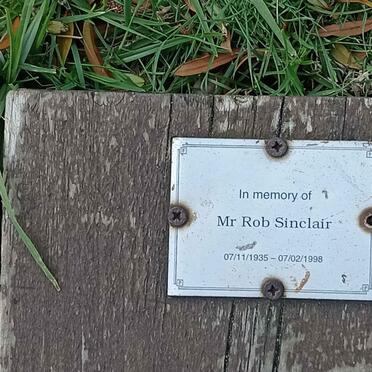 In memory of
Mr Rob Sinclair
07/11/1935 – 07/02/1998